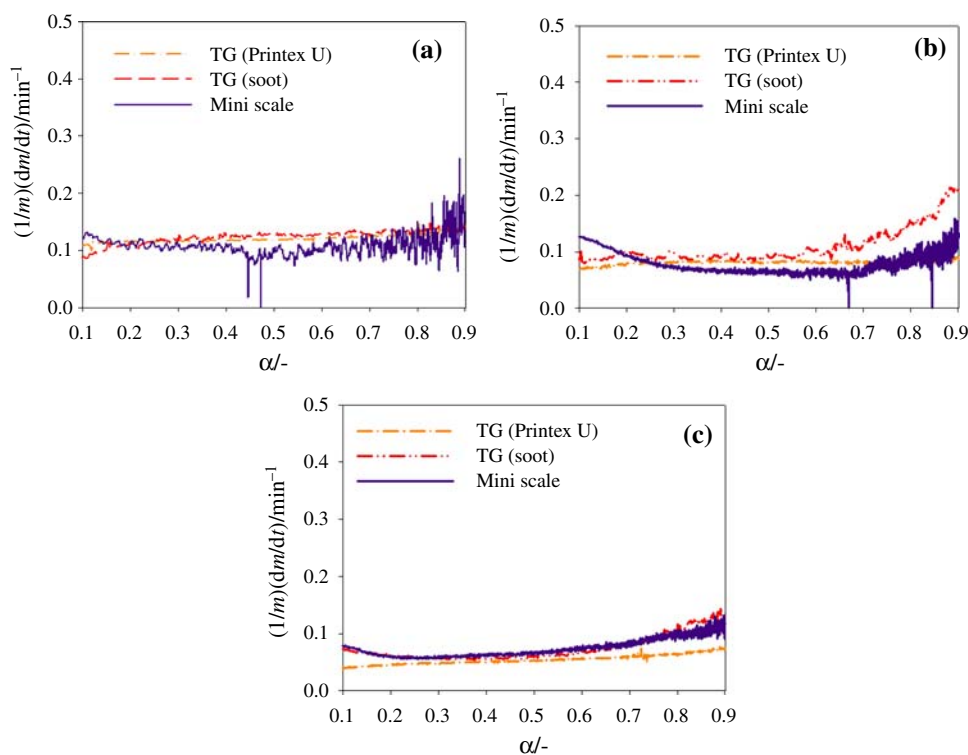 0.5
0.4
0.3
0.2
0.1
0.0
(1/m)(dm/dt)/min⁻¹
TG (Printex U)
TG (soot)
Mini scale
(a)
0.1 0.2 0.3 0.4 0.5 0.6 0.7 0.8 0.9
α/-
0.5
0.4
0.3
0.2
0.1
0.0
(1/m)(dm/dt)/min⁻¹
TG (Printex U)
TG (soot)
Mini scale
(b)
0.1 0.2 0.3 0.4 0.5 0.6 0.7 0.8 0.9
α/-
0.5
0.4
0.3
0.2
0.1
0.0
(1/m)(dm/dt)/min⁻¹
TG (Printex U)
TG (soot)
Mini scale
(c)
0.1 0.2 0.3 0.4 0.5 0.6 0.7 0.8 0.9
α/-